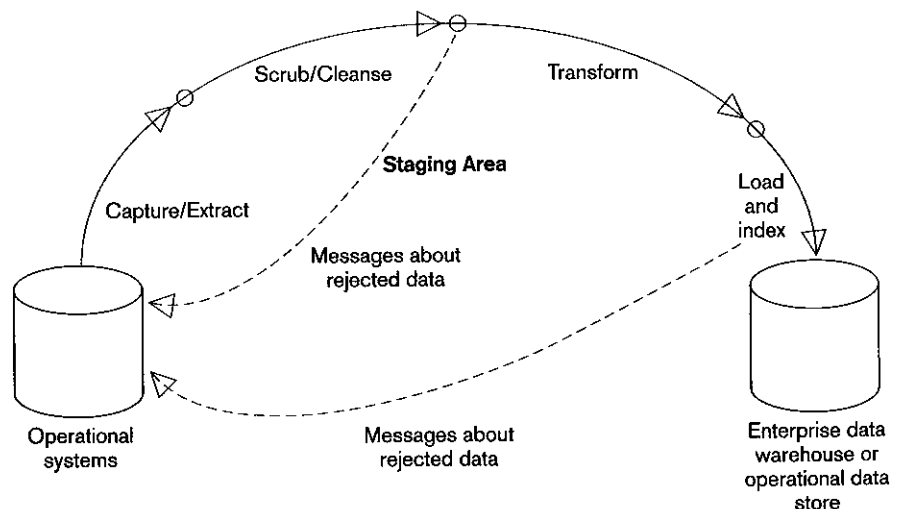 Scrub/Cleanse
Transform
Staging Area
Capture/Extract
Load
and
index
Messages about
rejected data
Operational
systems
Messages about
rejected data
Enterprise data
warehouse or
operational data
store